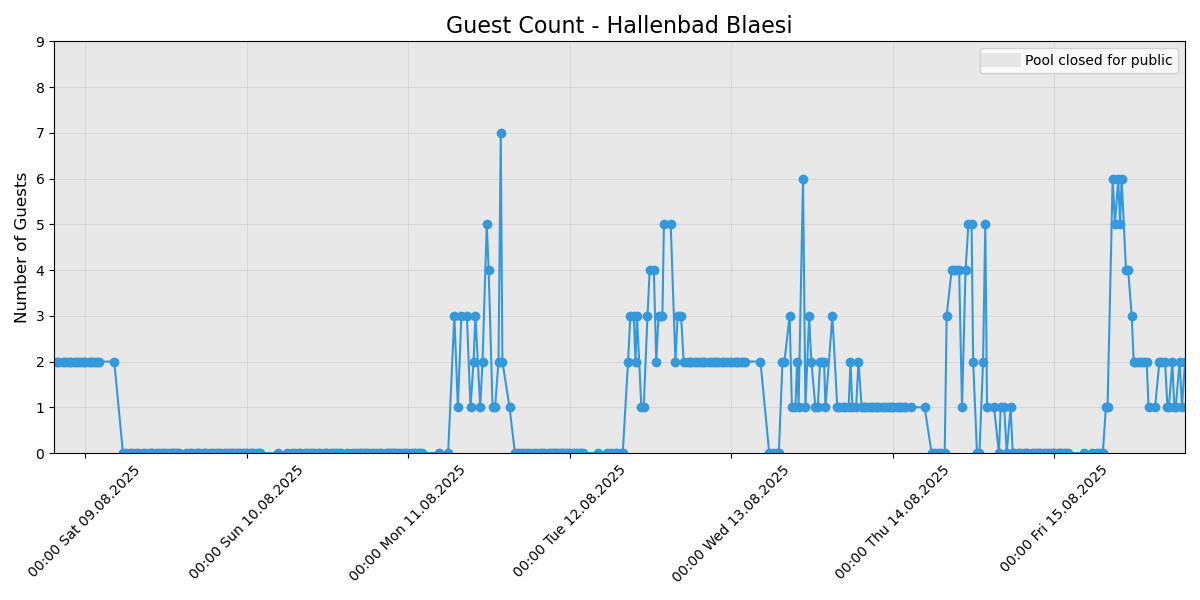 Guest Count - Hallenbad Blaesi
Pool closed for public
Number of Guests
9
8
7
6
5
4
3
2
1
0
00:00 Sat 09.08.2025
00:00 Sun 10.08.2025
00:00 Mon 11.08.2025
00:00 Tue 12.08.2025
00:00 Wed 13.08.2025
00:00 Thu 14.08.2025
00:00 Fri 15.08.2025